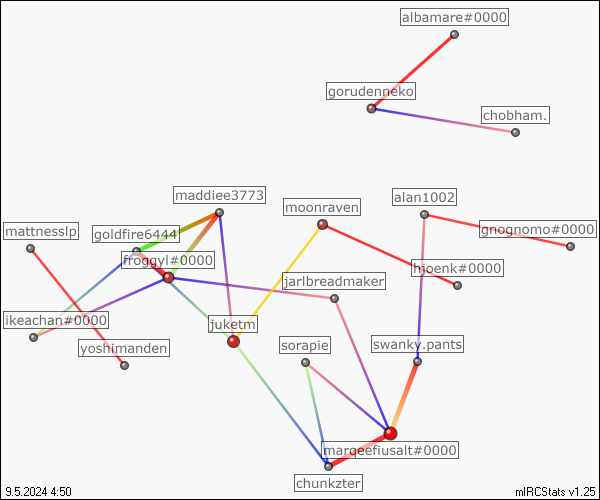 albamare#0000
gorudenneko
chobham.
maddiee3773
alan1002
moonraven
mattnesslp
goldfire6444
gnognomo#0000
froggyl#0000
hjoenk#0000
jarlbreadmaker
ikeachan#0000
juketm
yoshimanden
sorapie
swanky.pants
marqeefiusalt#0000
chunkzter
9.5.2024 4:50
mIRCStats v1.25